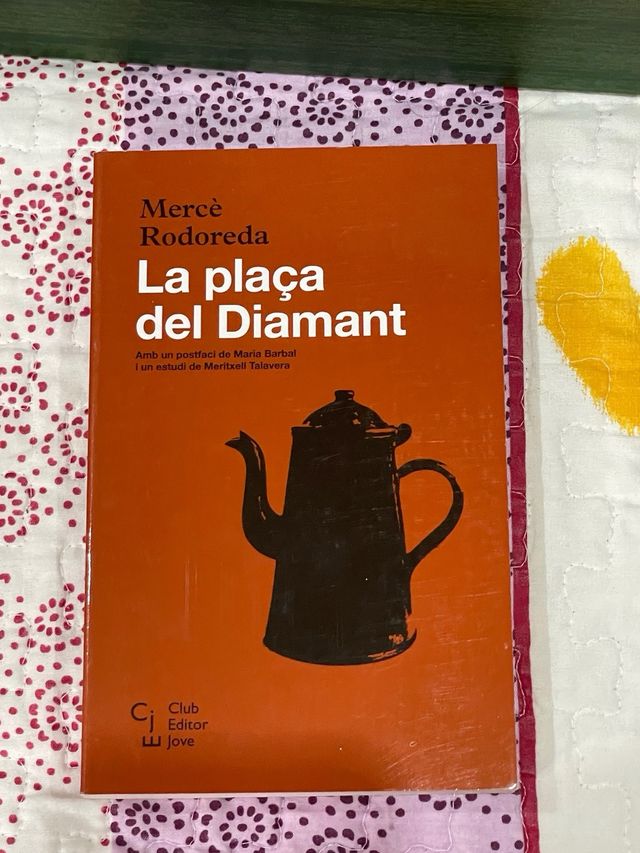 Mercè
Rodoreda
La plaça
del Diamant
Amb un postfaci de Maria Barbal
i un estudi de Meritxell Talavera
CJE
Club
Editor
Jove